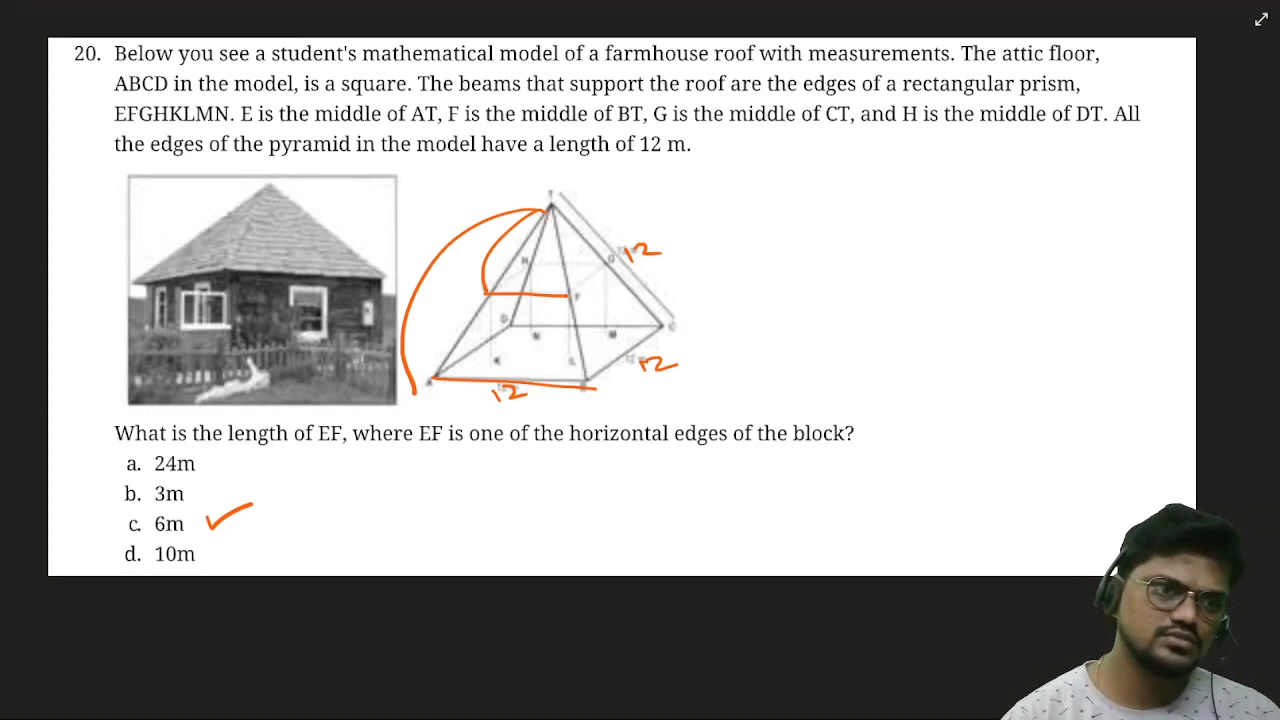 20. Below you see a student's mathematical model of a farmhouse roof with measurements. The attic floor,
ABCD in the model, is a square. The beams that support the roof are the edges of a rectangular prism,
EFGHKLMN. E is the middle of AT, F is the middle of BT, G is the middle of CT, and H is the middle of DT. All
the edges of the pyramid in the model have a length of 12 m.
T
12
H
G
F
D
C
N
M
K
L
12
A
B
12
What is the length of EF, where EF is one of the horizontal edges of the block?
a. 24m
b. 3m
c. 6m
d. 10m